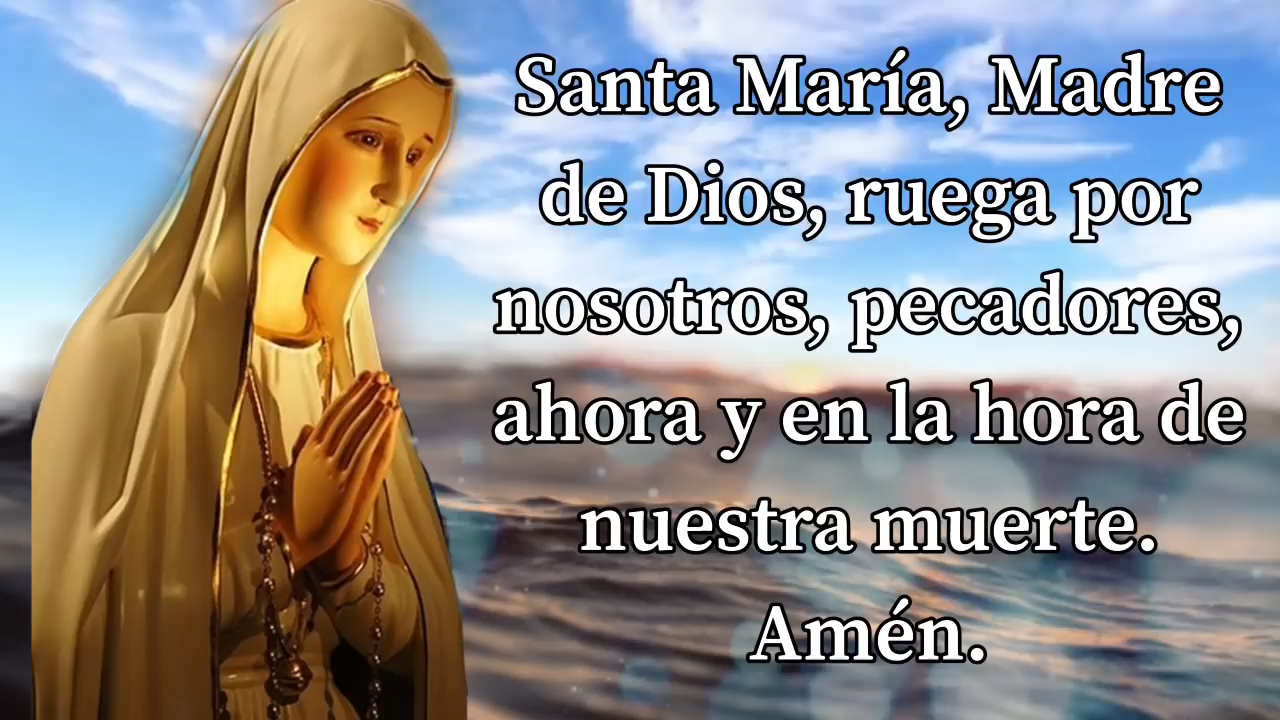 Santa María, Madre
de Dios, ruega por
nosotros, pecadores,
ahora y en la hora de
nuestra muerte.
Amén.